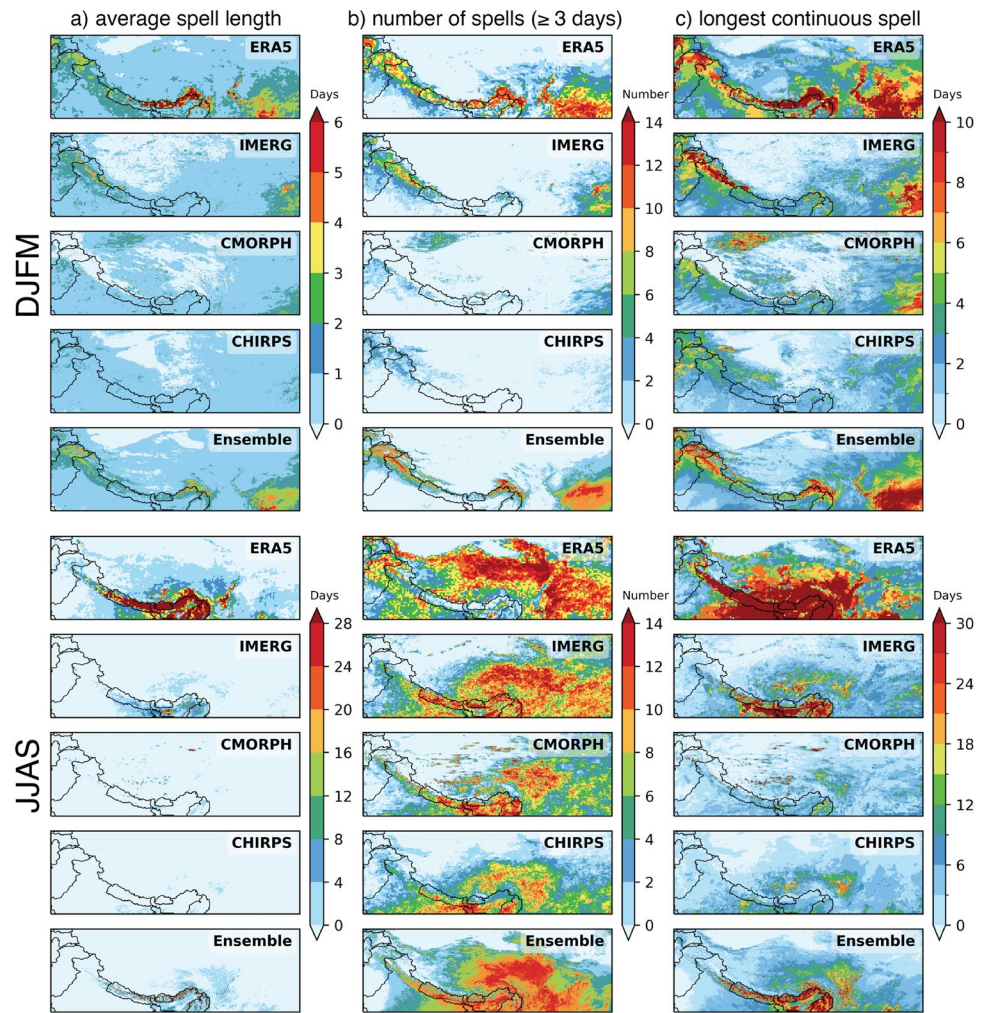 a) average spell length
b) number of spells (≥ 3 days)
c) longest continuous spell
DJFM
ERA5
ERA5
ERA5
IMERG
IMERG
IMERG
CMORPH
CMORPH
CMORPH
CHIRPS
CHIRPS
CHIRPS
Ensemble
Ensemble
Ensemble
Days
6
5
4
3
2
1
0
Number
14
12
10
8
6
4
2
0
Days
10
8
6
4
2
0
JJAS
ERA5
ERA5
ERA5
IMERG
IMERG
IMERG
CMORPH
CMORPH
CMORPH
CHIRPS
CHIRPS
CHIRPS
Ensemble
Ensemble
Ensemble
Days
28
24
20
16
12
8
4
0
Number
14
12
10
8
6
4
2
0
Days
30
24
18
12
6
0